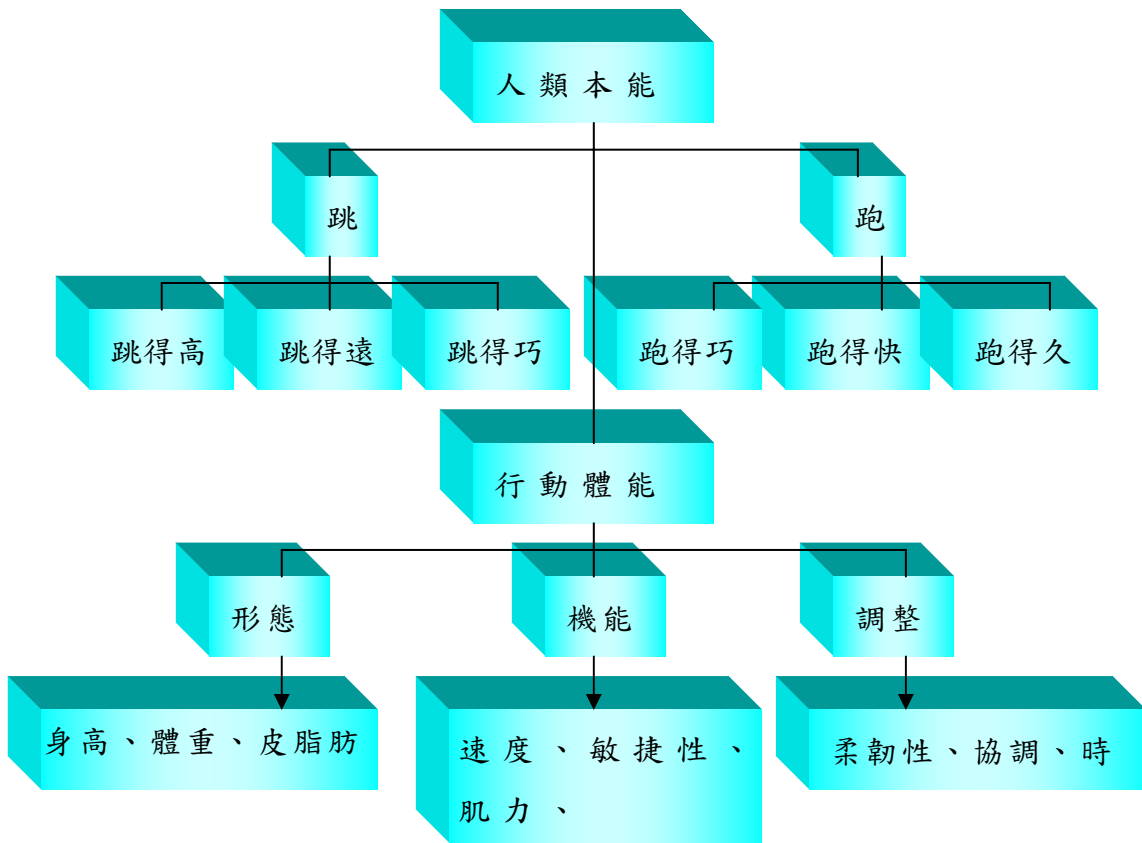 人類本能
跳
跑
跳得高
跳得遠
跳得巧
跑得巧
跑得快
跑得久
行動體能
形態
機能
調整
身高、體重、皮脂肪
速度、敏捷性、
肌力、
柔韌性、協調、時